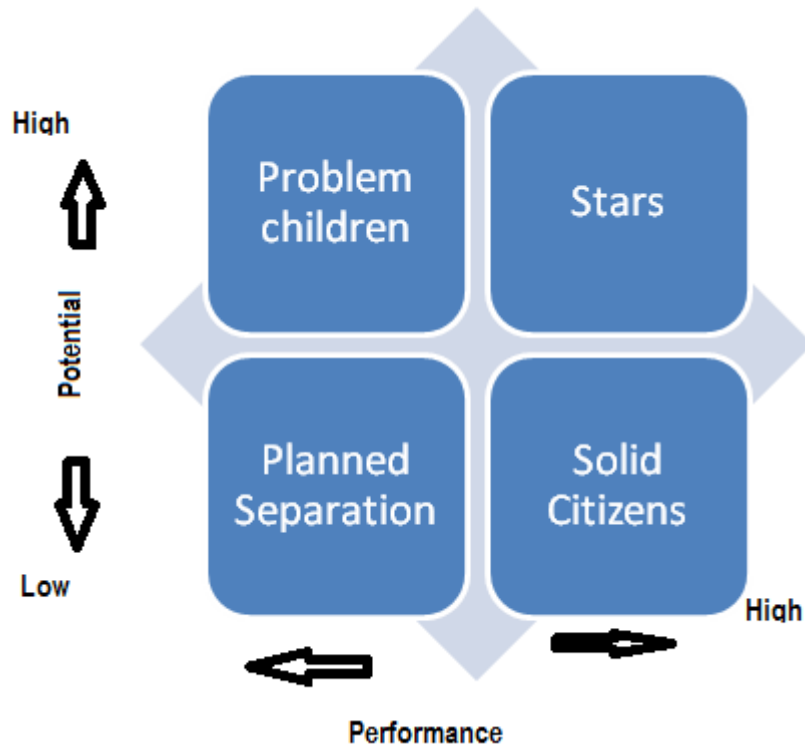 High
Problem
children
Stars
Potential
Planned
Separation
Solid
Citizens
Low
High
Performance